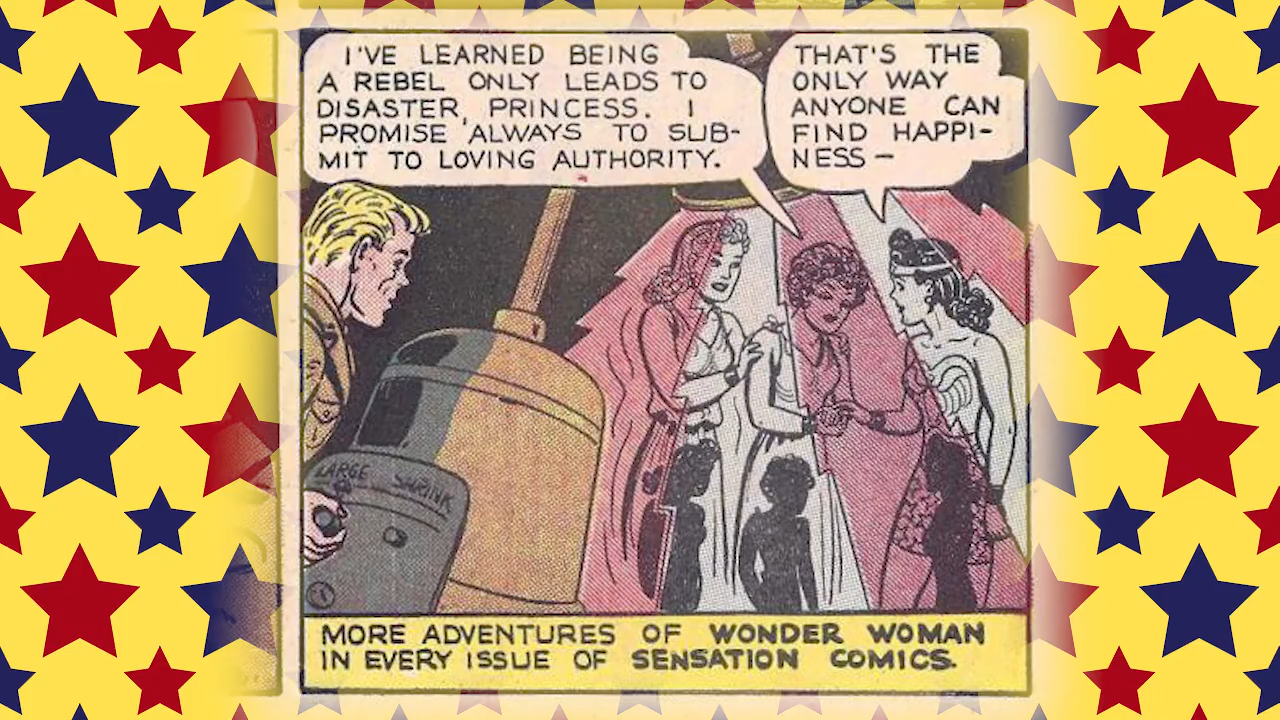 I'VE LEARNED BEING
A REBEL ONLY LEADS TO
DISASTER, PRINCESS. I
PROMISE ALWAYS TO SUB-
MIT TO LOVING AUTHORITY.
THAT'S THE
ONLY WAY
ANYONE CAN
FIND HAPPI-
NESS —
LARGE SHRINK
MORE ADVENTURES OF WONDER WOMAN
IN EVERY ISSUE OF SENSATION COMICS.